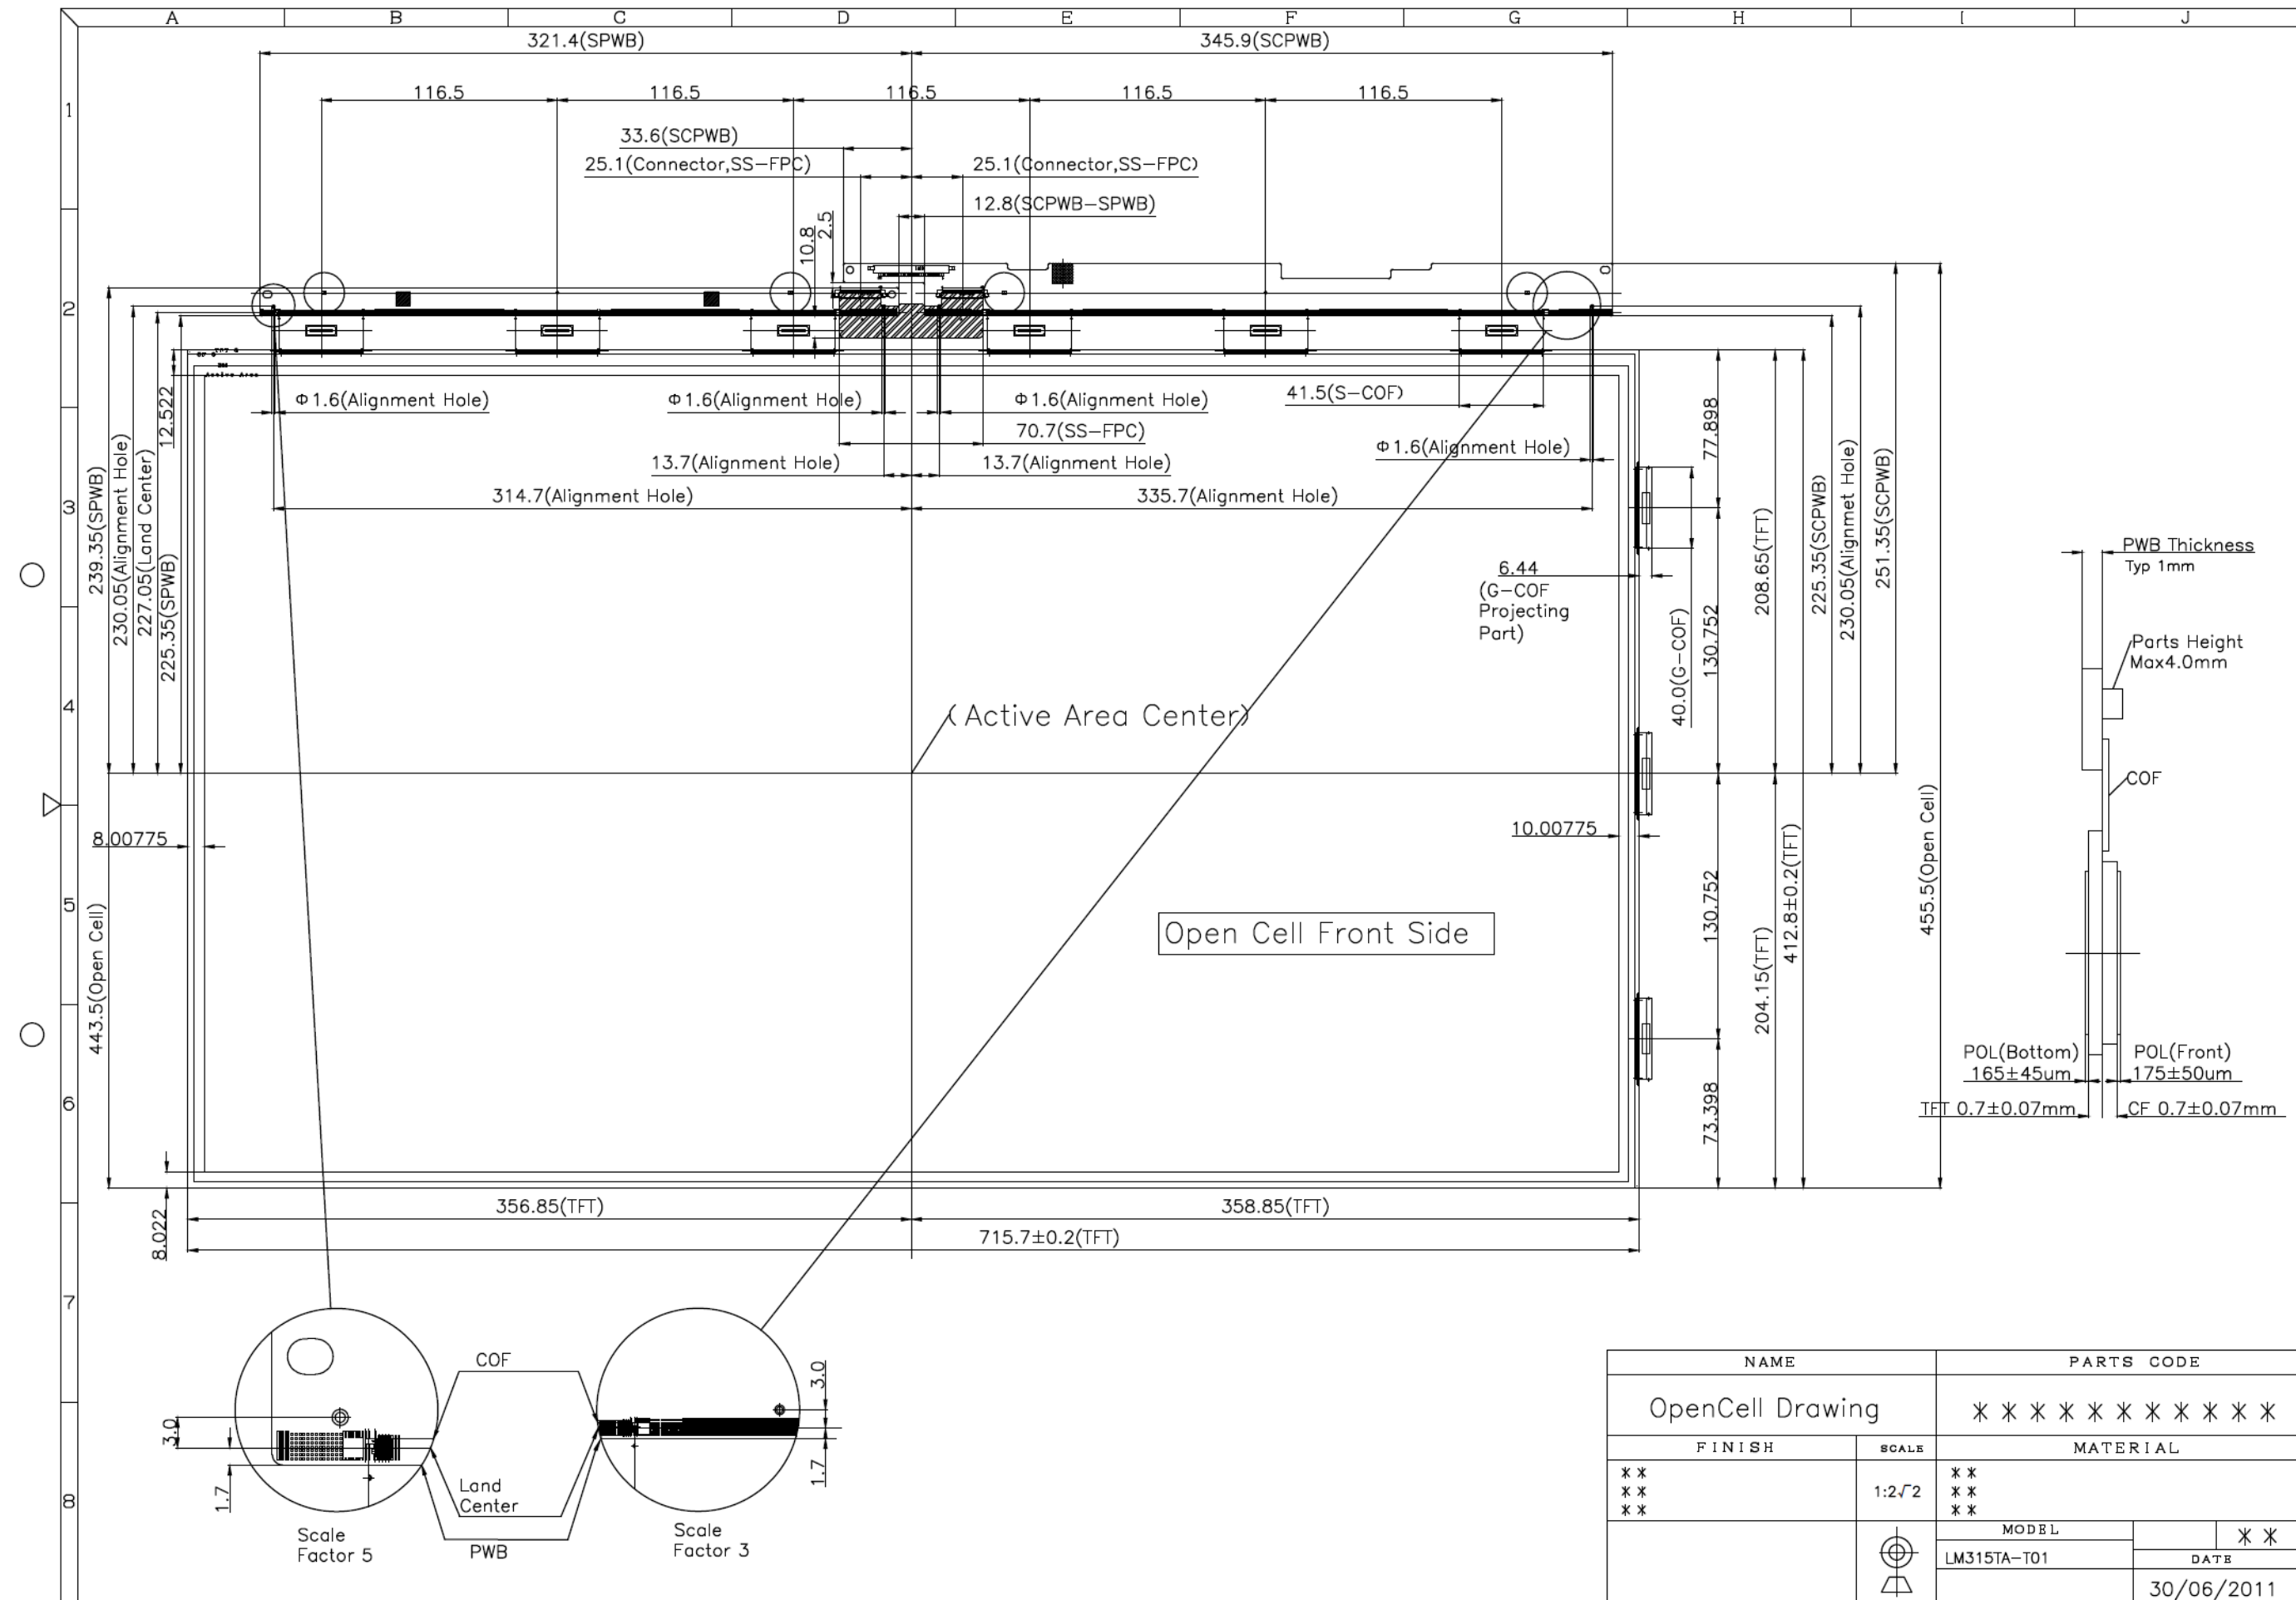 A B C D E F G H I J
321.4(SPWB)
345.9(SCPWB)
116.5 116.5 116.5 116.5 116.5
1
33.6(SCPWB)
25.1(Connector,SS-FPC)
25.1(Connector,SS-FPC)
12.8(SCPWB-SPWB)
10.8
2.5
2
Active Area
12.522
Φ1.6(Alignment Hole)
Φ1.6(Alignment Hole)
Φ1.6(Alignment Hole)
41.5(S-COF)
70.7(SS-FPC)
Φ1.6(Alignment Hole)
13.7(Alignment Hole)
13.7(Alignment Hole)
314.7(Alignment Hole)
335.7(Alignment Hole)
3
239.35(SPWB)
230.05(Alignment Hole)
227.05(Land Center)
225.35(SPWB)
77.898
6.44
(G-COF
Projecting
Part)
40.0(G-COF)
130.752
208.65(TFT)
225.35(SCPWB)
230.05(Alignmet Hole)
251.35(SCPWB)
PWB Thickness
Typ 1mm
Parts Height
Max4.0mm
COF
4
(Active Area Center)
8.00775
10.00775
5
443.5(Open Cell)
Open Cell Front Side
130.752
204.15(TFT)
412.8±0.2(TFT)
455.5(Open Cell)
POL(Bottom)
165±45um
POL(Front)
175±50um
TFT 0.7±0.07mm
CF 0.7±0.07mm
6
73.398
8.022
356.85(TFT)
358.85(TFT)
715.7±0.2(TFT)
7
COF
3.0
1.7
3.0
1.7
Land
Center
PWB
8
Scale
Factor 5
Scale
Factor 3
NAME
PARTS CODE
OpenCell Drawing
* * * * * * * * * * *
FINISH
SCALE
MATERIAL
* *
* *
* *
1:2√2
* *
* *
* *
MODEL
* *
LM315TA-T01
DATE
30/06/2011